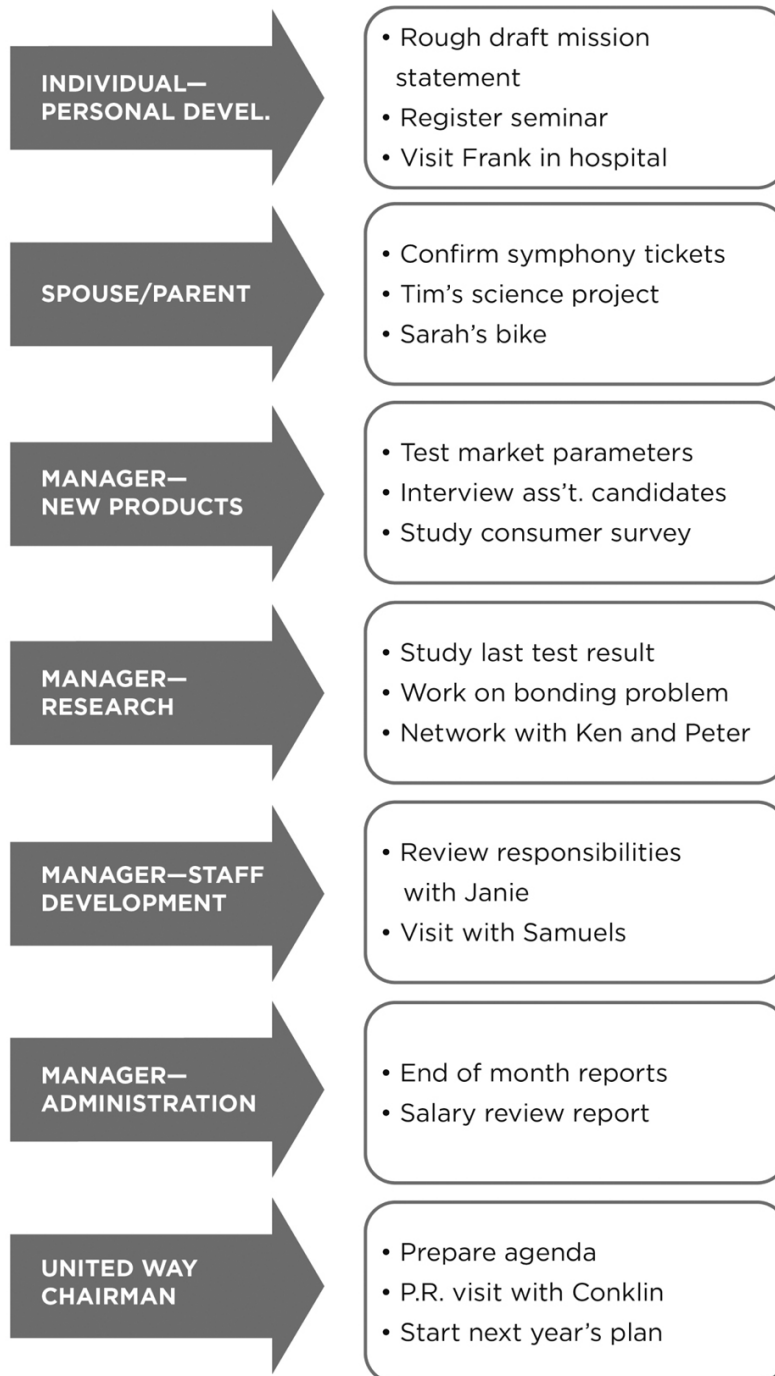 INDIVIDUAL—
PERSONAL DEVEL.
• Rough draft mission
statement
• Register seminar
• Visit Frank in hospital
SPOUSE/PARENT
• Confirm symphony tickets
• Tim’s science project
• Sarah’s bike
MANAGER—
NEW PRODUCTS
• Test market parameters
• Interview ass’t. candidates
• Study consumer survey
MANAGER—
RESEARCH
• Study last test result
• Work on bonding problem
• Network with Ken and Peter
MANAGER—STAFF
DEVELOPMENT
• Review responsibilities
with Janie
• Visit with Samuels
MANAGER—
ADMINISTRATION
• End of month reports
• Salary review report
UNITED WAY
CHAIRMAN
• Prepare agenda
• P.R. visit with Conklin
• Start next year’s plan